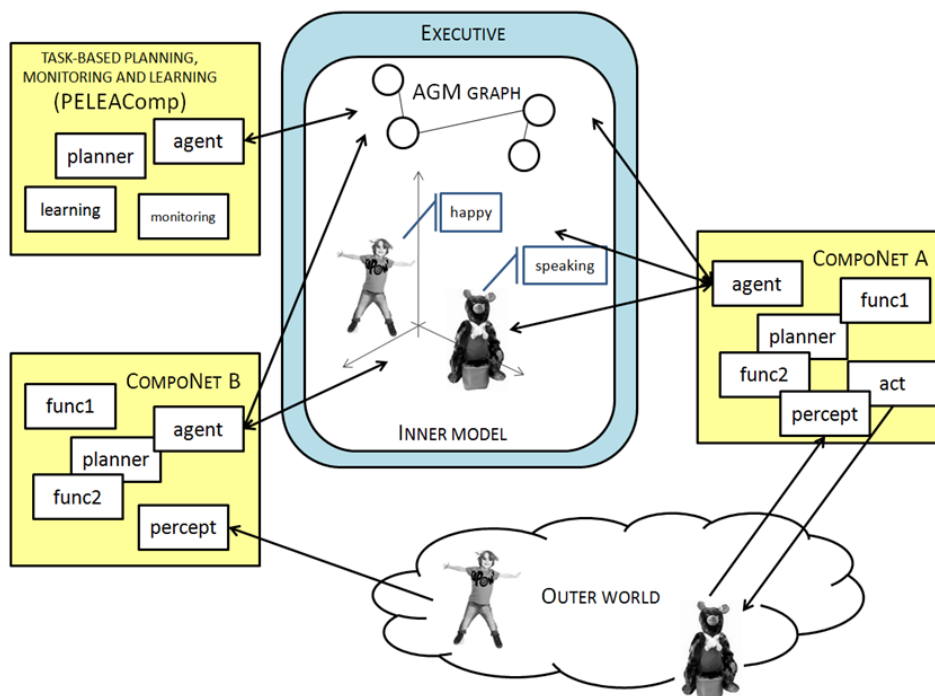 TASK-BASED PLANNING,
MONITORING AND LEARNING
(PELEAComp)
agent
planner
learning
monitoring
EXECUTIVE
AGM GRAPH
happy
speaking
INNER MODEL
COMPONET A
agent
func1
planner
func2
act
percept
COMPONET B
func1
agent
planner
func2
percept
OUTER WORLD